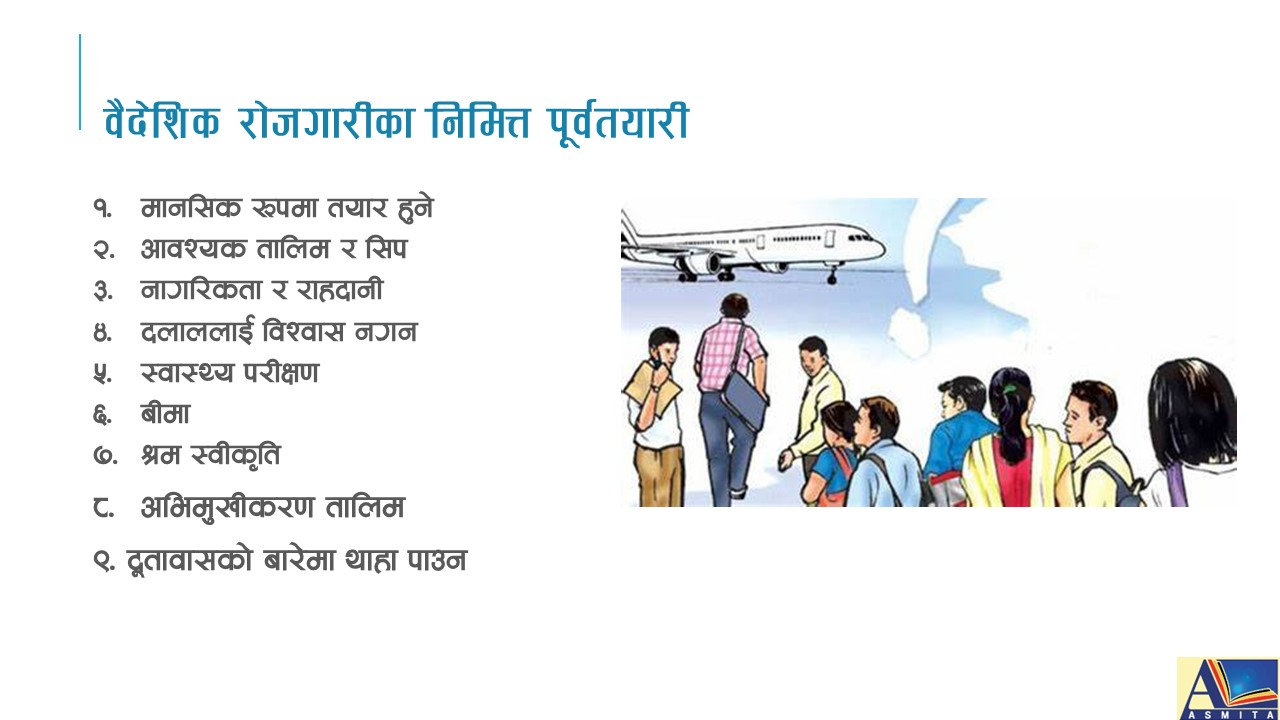 वैदेशिक रोजगारीका निमित्त पूर्वतयारी
१. मानसिक रुपमा तयार हुने
२. आवश्यक तालिम र सिप
३. नागरिकता र राहदानी
४. दलाललाई विश्वास नगन
५. स्वास्थ्य परीक्षण
६. बीमा
७. श्रम स्वीकृति
८. अभिमुखीकरण तालिम
९. दूतावासको बारेमा थाहा पाउन
ASMITA